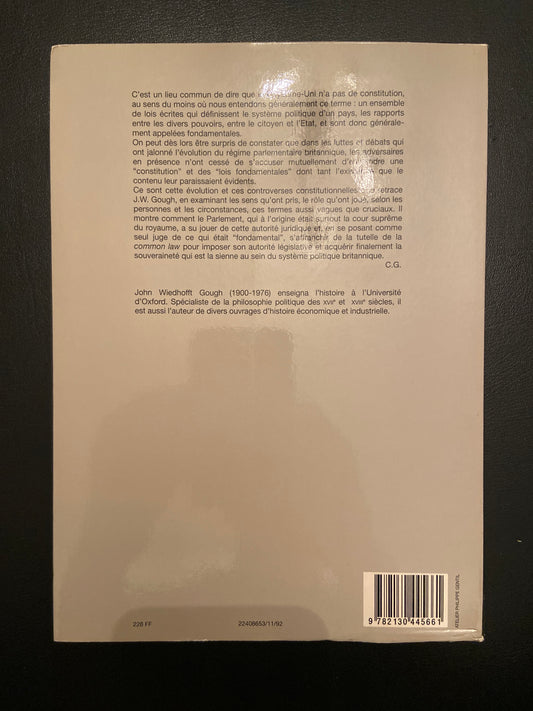 C'est un lieu commun de dire que le Royaume-Uni n'a pas de constitution,
au sens du moins où nous entendons généralement ce terme : un ensemble
de lois écrites qui définissent le système politique d'un pays, les rapports
entre les divers pouvoirs, entre le citoyen et l'Etat, et sont donc générale-
ment appelées fondamentales.
On peut dès lors être surpris de constater que dans les luttes et débats qui
ont jalonné l'évolution du régime parlementaire britannique, les adversaires
en présence n'ont cessé de s'accuser mutuellement d'enfreindre une
"constitution" et des "lois fondamentales" dont tant l'existence que le
contenu leur paraissaient évidents.
Ce sont cette évolution et ces controverses constitutionnelles que retrace
J.W. Gough, en examinant les sens qu'ont pris, le rôle qu'ont joué, selon les
personnes et les circonstances, ces termes aussi vagues que cruciaux. Il
montre comment le Parlement, qui à l'origine était surtout la cour suprême
du royaume, a su jouer de cette autorité juridique et, en se posant comme
seul juge de ce qui était "fondamental", s'affranchir de la tutelle de la
common law pour imposer son autorité législative et acquérir finalement la
souveraineté qui est la sienne au sein du système politique britannique.
C.G.
John Wiedhofft Gough (1900-1976) enseigna l'histoire à l'Université
d'Oxford. Spécialiste de la philosophie politique des XVIIe et XVIIIe siècles, il
est aussi l'auteur de divers ouvrages d'histoire économique et industrielle.
228 FF
22408653/11/92
9 782130 445661
ATELIER PHILIPPE GENTIL